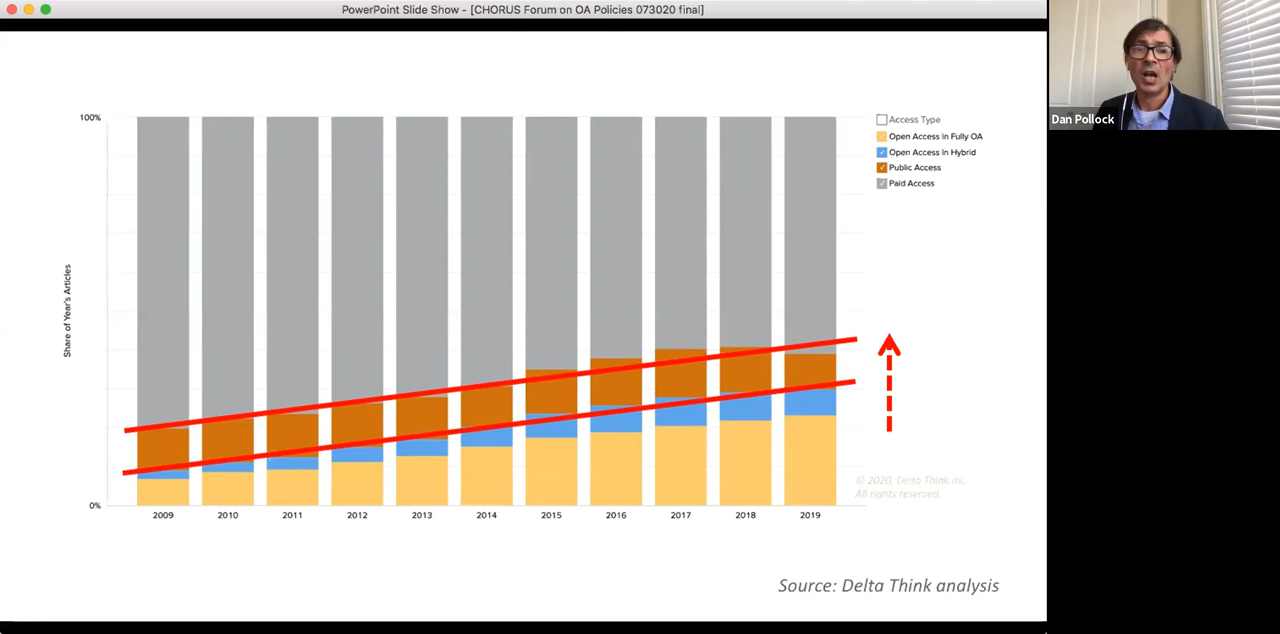 PowerPoint Slide Show - [CHORUS Forum on OA Policies 073020 final]
Dan Pollock
100%
0%
Share of Year's Articles
2009 2010 2011 2012 2013 2014 2015 2016 2017 2018 2019
Access Type
Open Access in Fully OA
Open Access in Hybrid
Public Access
Paid Access
© 2020, Delta Think Inc.
All rights reserved.
Source: Delta Think analysis